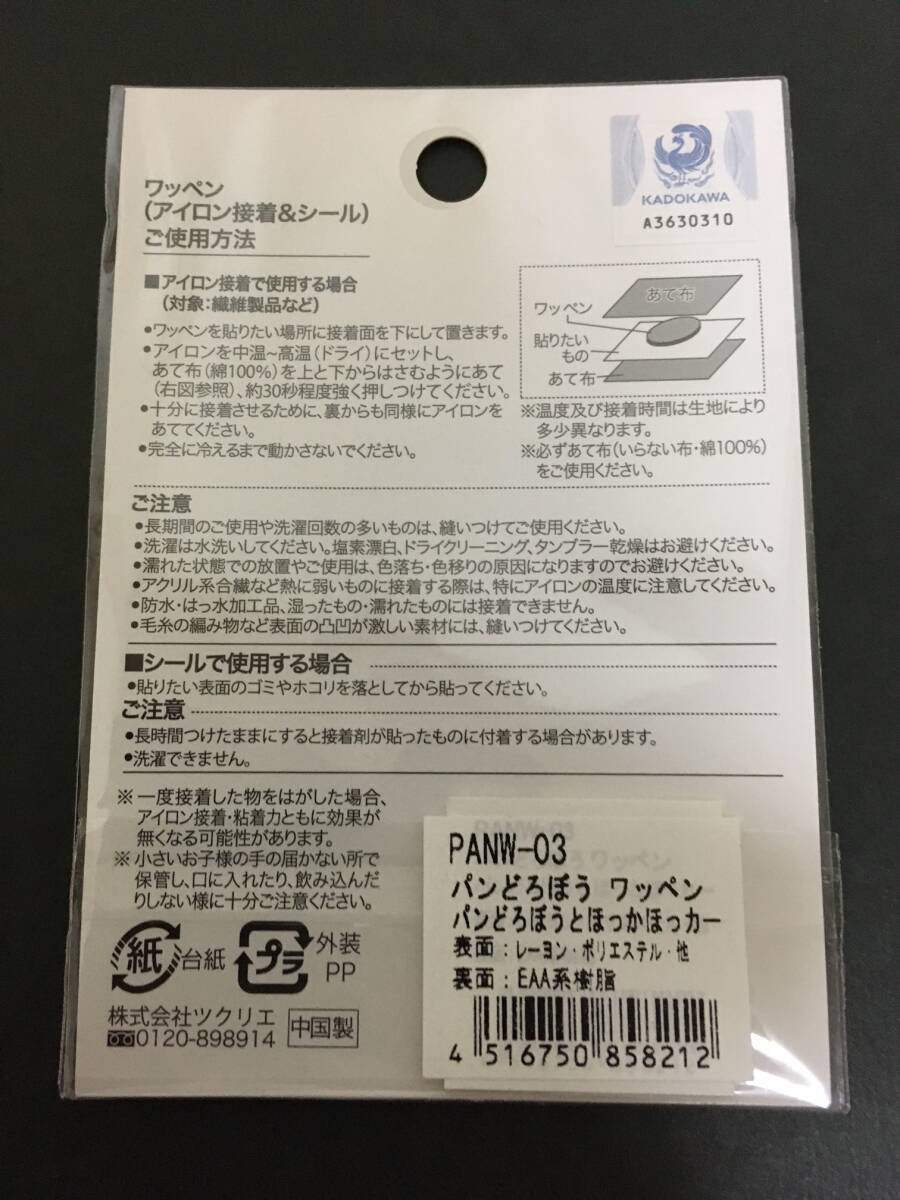 KADOKAWA
A3630310
ワッペン
(アイロン接着&シール)
ご使用方法
■アイロン接着で使用する場合
(対象:繊維製品など)
●ワッペンを貼りたい場所に接着面を下にして置きます。
●アイロンを中温~高温(ドライ)にセットし、
あて布(綿100%)を上と下からはさむようにあて
(右図参照)、約30秒程度強く押しつけてください。
●十分に接着させるために、裏からも同様にアイロンを
あててください。
●完全に冷えるまで動かさないでください。
あて布
ワッペン
貼りたい
もの
あて布
※温度及び接着時間は生地により
多少異なります。
※必ずあて布(いらない布・綿100%)
をご使用ください。
ご注意
●長期間のご使用や洗濯回数の多いものは、縫いつけてご使用ください。
●洗濯は水洗いしてください。塩素漂白、ドライクリーニング、タンブラー乾燥はお避けください。
●濡れた状態での放置やご使用は、色落ち・色移りの原因になりますのでお避けください。
●アクリル系合繊など熱に弱いものに接着する際は、特にアイロンの温度に注意してください。
●防水・はっ水加工品、湿ったもの・濡れたものには接着できません。
●毛糸の編み物など表面の凸凹が激しい素材には、縫いつけてください。
■シールで使用する場合
●貼りたい表面のゴミやホコリを落としてから貼ってください。
ご注意
●長時間つけたままにすると接着剤が貼ったものに付着する場合があります。
●洗濯できません。
※一度接着した物をはがした場合、
アイロン接着・粘着力ともに効果が
無くなる可能性があります。
※小さいお子様の手の届かない所で
保管し、口に入れたり、飲み込んだ
りしない様に十分ご注意ください。
紙 台紙 プラ 外装
PP
株式会社ツクリエ
0120-898914
中国製
PANW-03
パンどろぼう ワッペン
パンどろぼうとほっかほっカー
表面:レーヨン・ポリエステル・他
裏面:EAA系樹脂
4 516750 858212